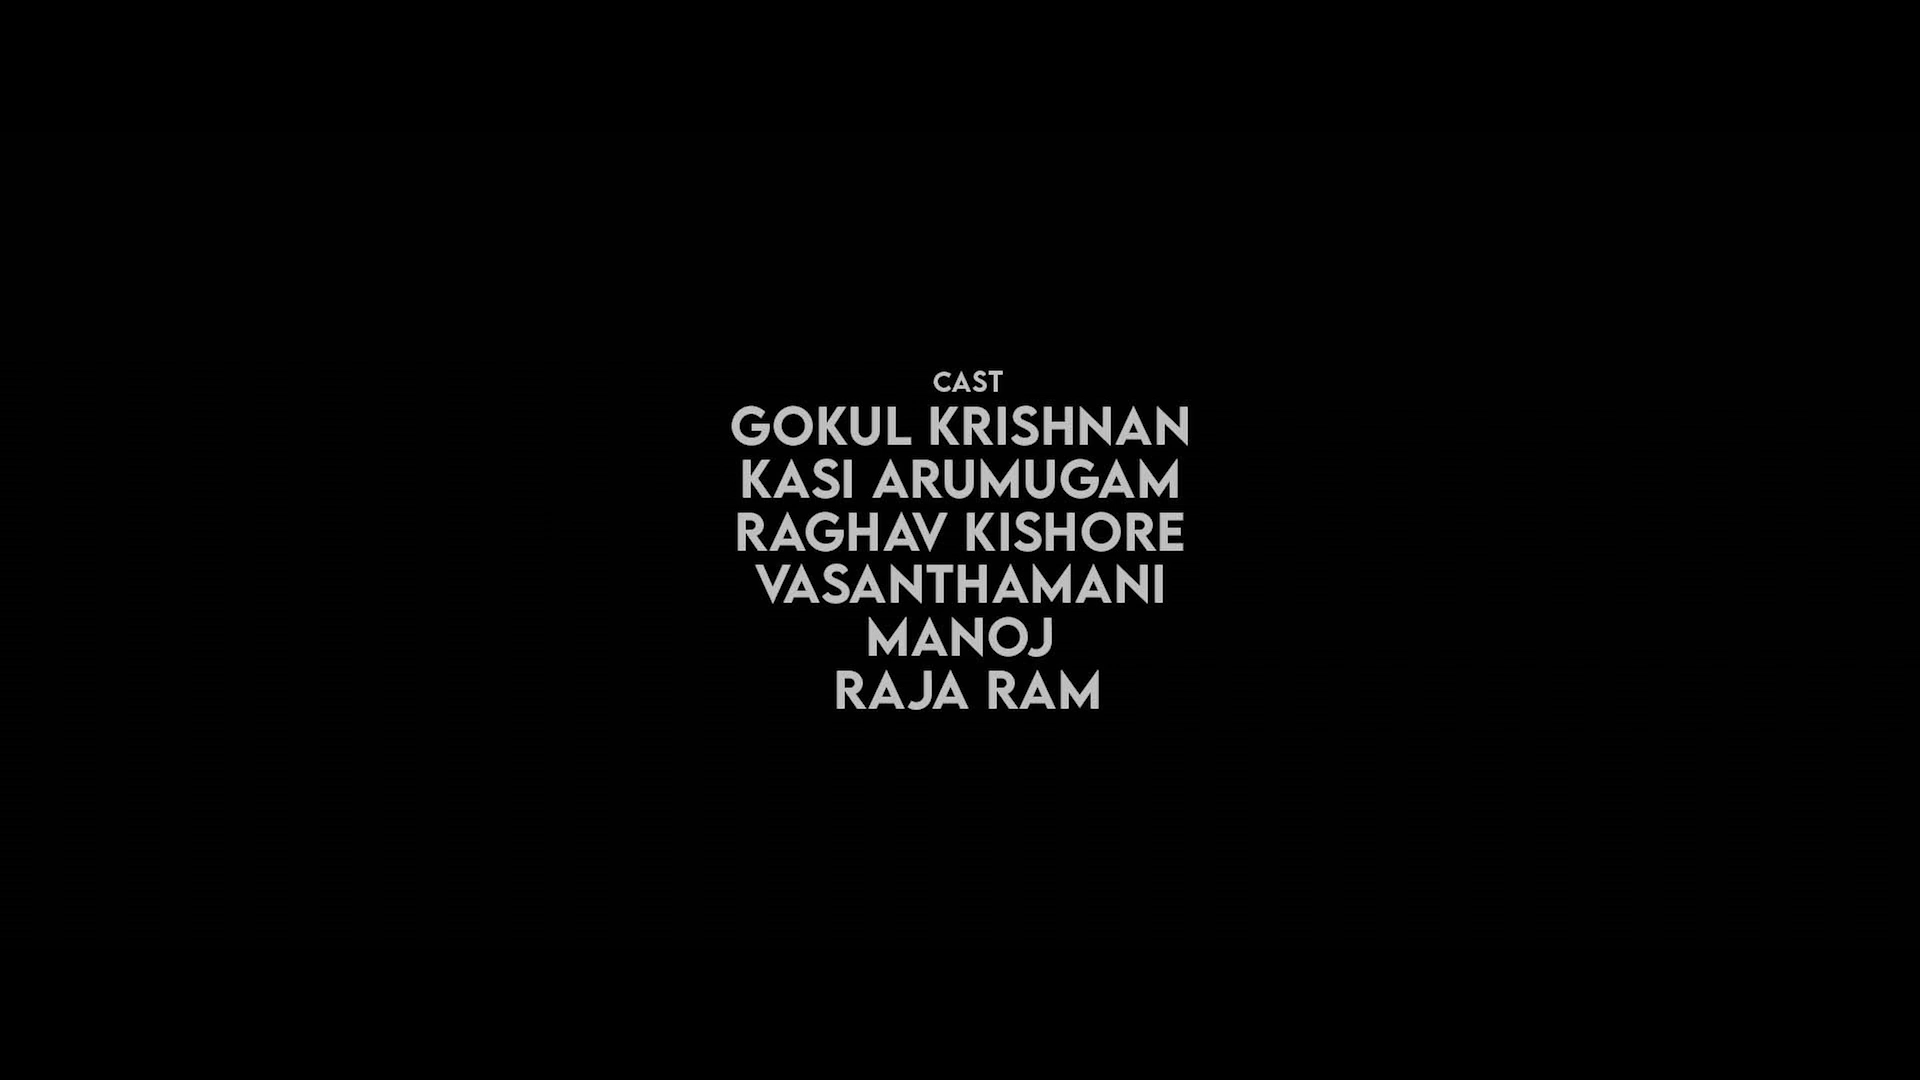 CAST
GOKUL KRISHNAN
KASI ARUMUGAM
RAGHAV KISHORE
VASANTHAMANI
MANOJ
RAJA RAM